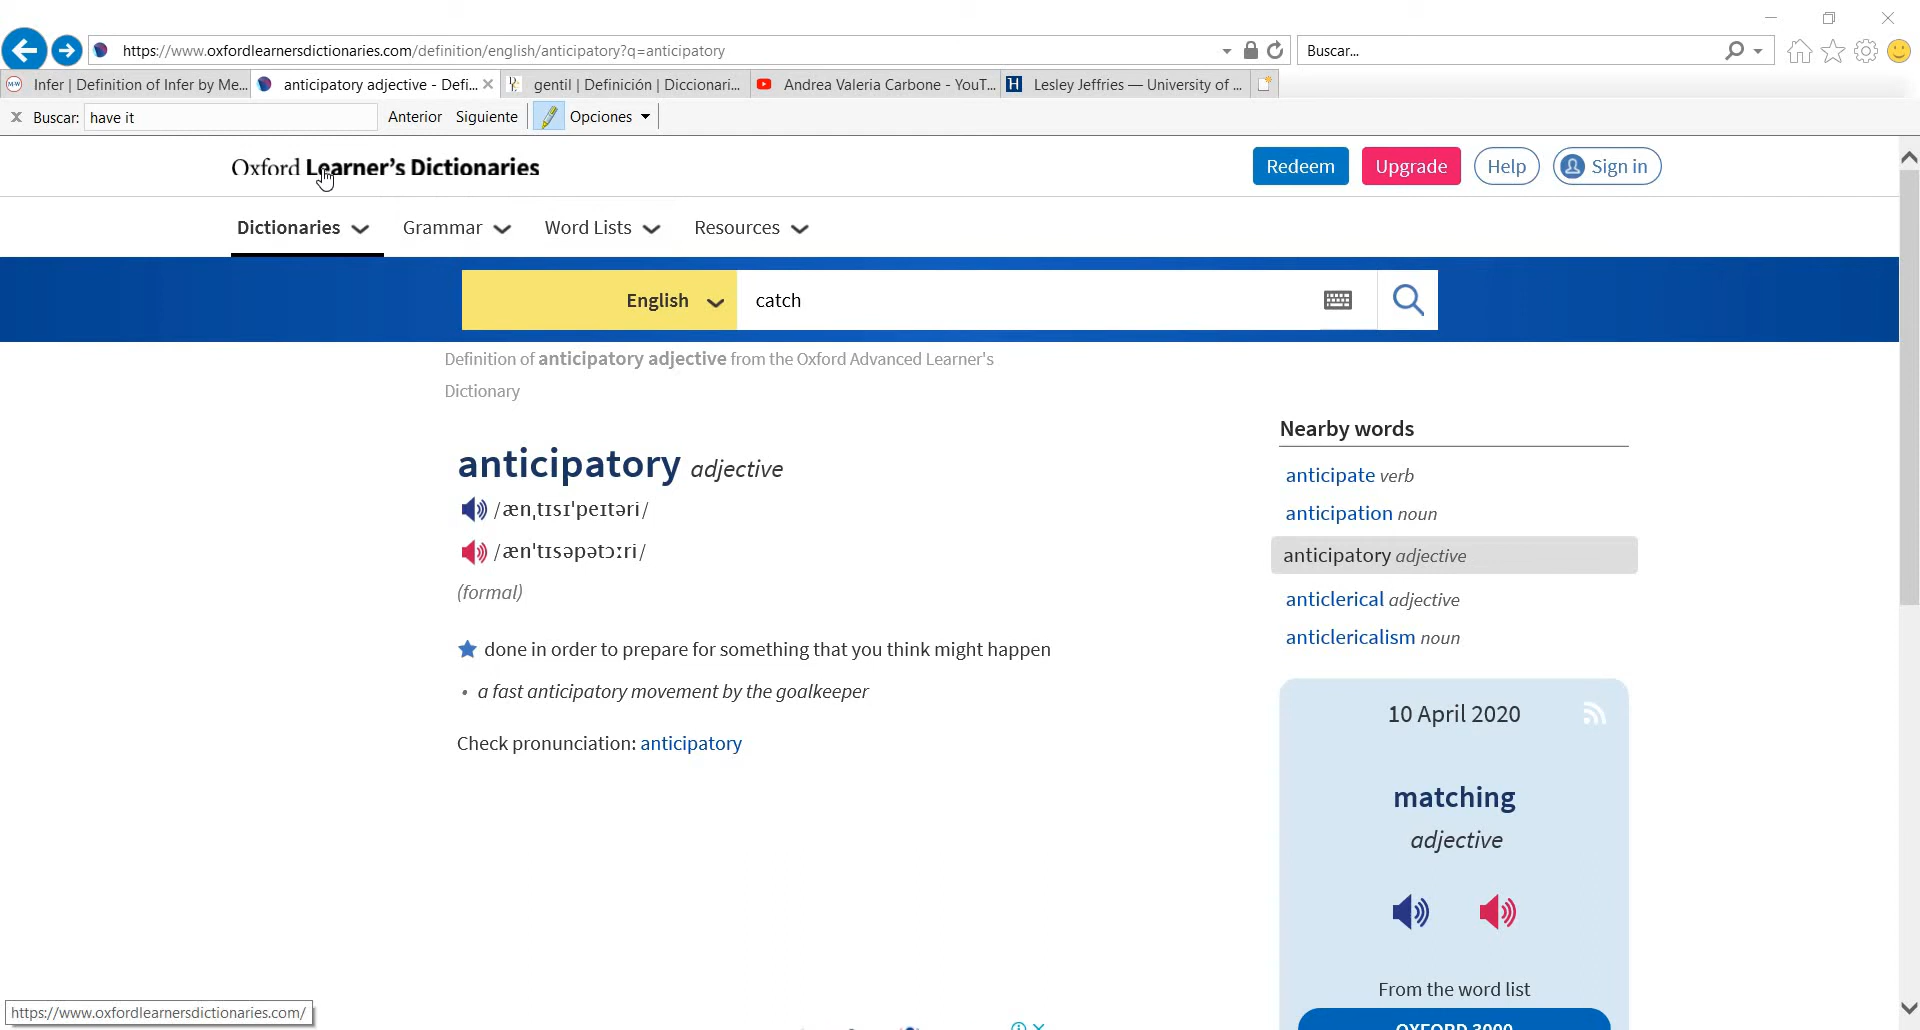 https://www.oxfordlearnersdictionaries.com/definition/english/anticipatory?q=anticipatory
Buscar...
Infer | Definition of Infer by Me...
anticipatory adjective - Defi...
gentil | Definición | Diccionari...
Andrea Valeria Carbone - YouT...
Lesley Jeffries — University of ...
Buscar: have it Anterior Siguiente Opciones
Oxford Learner's Dictionaries
Redeem Upgrade Help Sign in
Dictionaries Grammar Word Lists Resources
English catch
Definition of anticipatory adjective from the Oxford Advanced Learner's
Dictionary
anticipatory adjective
/ænˌtɪsɪˈpeɪtəri/
/ænˈtɪsəpətɔːri/
(formal)
done in order to prepare for something that you think might happen
• a fast anticipatory movement by the goalkeeper
Check pronunciation: anticipatory
Nearby words
anticipate verb
anticipation noun
anticipatory adjective
anticlerical adjective
anticlericalism noun
10 April 2020
matching
adjective
From the word list
OXFORD 3000
https://www.oxfordlearnersdictionaries.com/